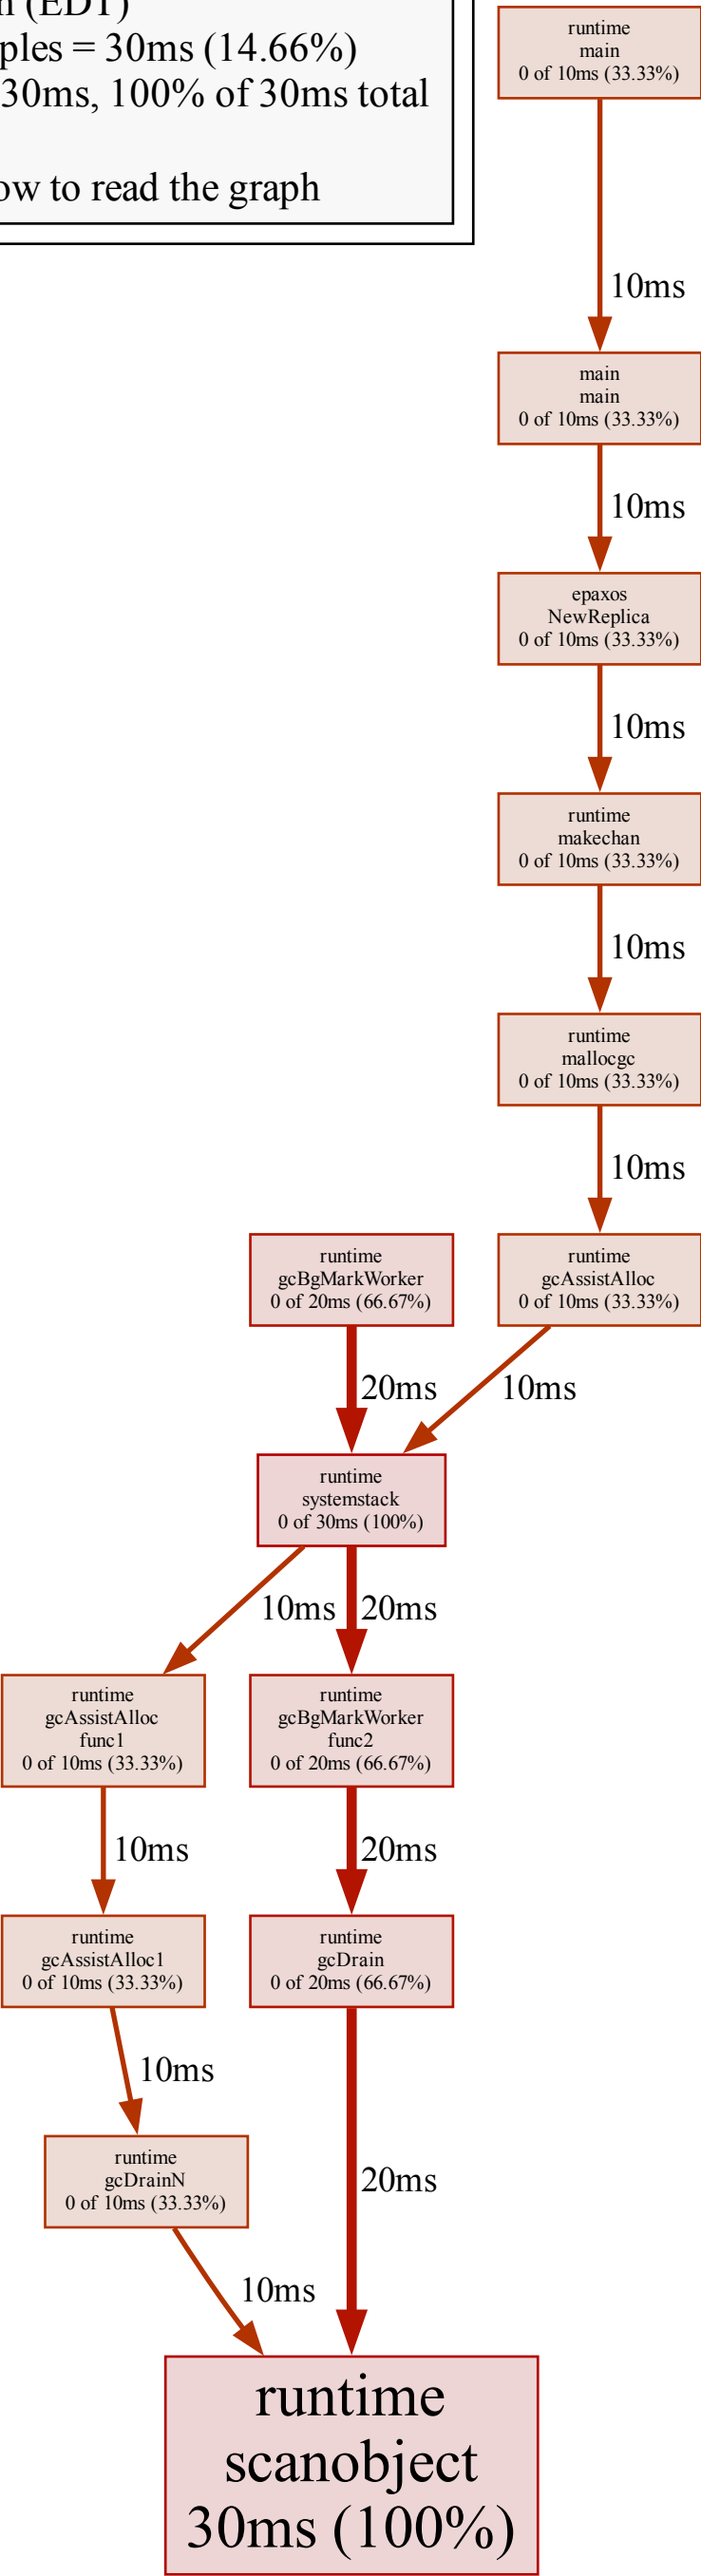 (EDT)
= 30ms (14.66%)
30ms, 100% of 30ms total
to read the graph
runtime
main
0 of 10ms (33.33%)
10ms
main
main
0 of 10ms (33.33%)
10ms
epaxos
NewReplica
0 of 10ms (33.33%)
10ms
runtime
makechan
0 of 10ms (33.33%)
10ms
runtime
mallocgc
0 of 10ms (33.33%)
10ms
runtime
gcBgMarkWorker
0 of 20ms (66.67%)
runtime
gcAssistAlloc
0 of 10ms (33.33%)
20ms
10ms
runtime
systemstack
0 of 30ms (100%)
10ms
20ms
runtime
gcAssistAlloc
func1
0 of 10ms (33.33%)
runtime
gcBgMarkWorker
func2
0 of 20ms (66.67%)
10ms
20ms
runtime
gcAssistAlloc1
0 of 10ms (33.33%)
runtime
gcDrain
0 of 20ms (66.67%)
10ms
runtime
gcDrainN
0 of 10ms (33.33%)
20ms
10ms
runtime
scanobject
30ms (100%)